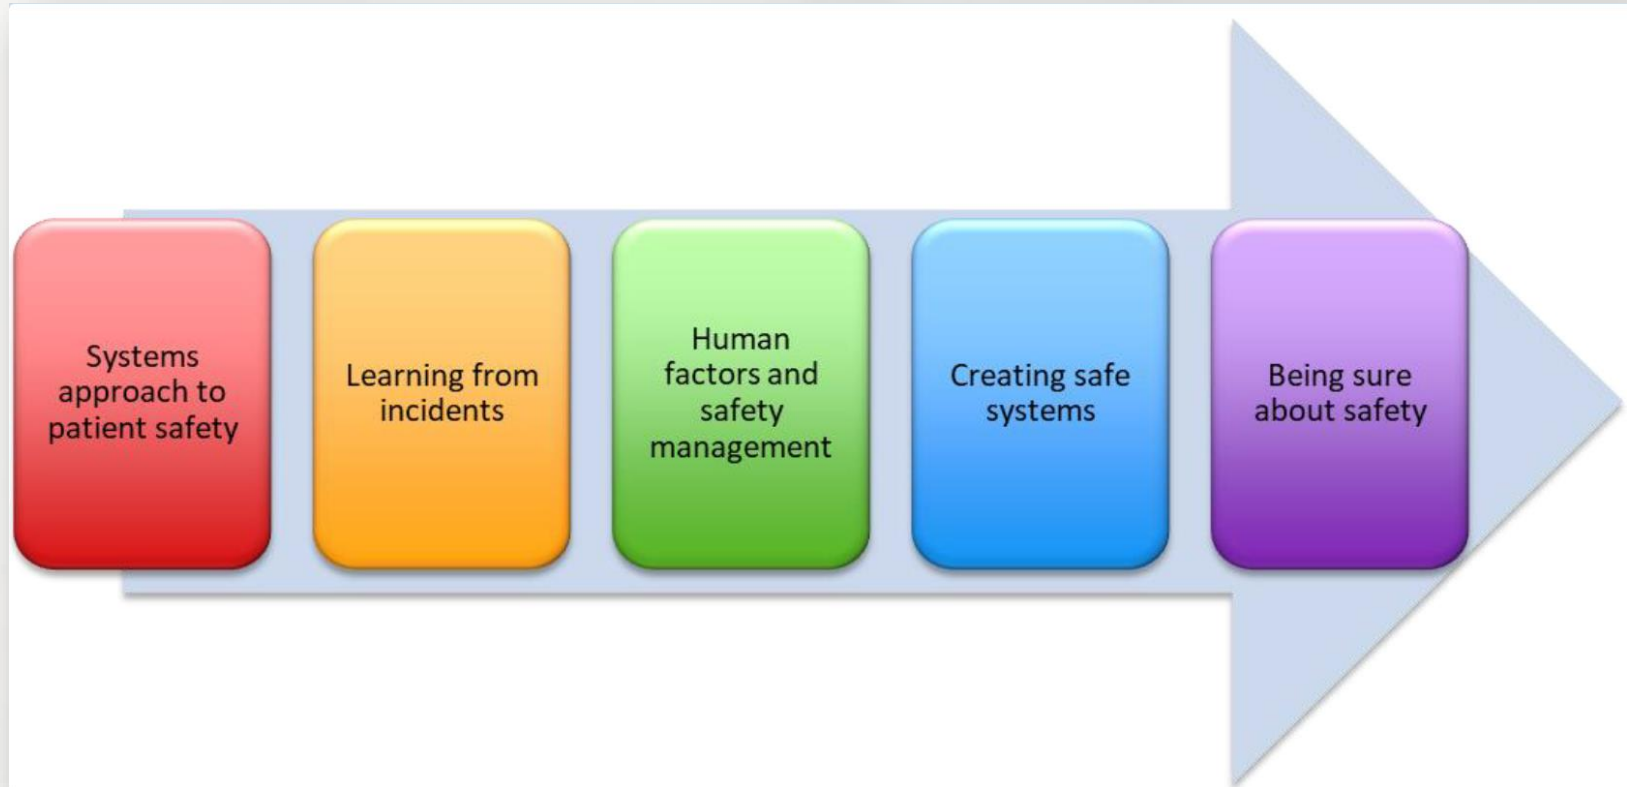 Systems
approach to
patient safety
Learning from
incidents
Human
factors and
safety
management
Creating safe
systems
Being sure
about safety